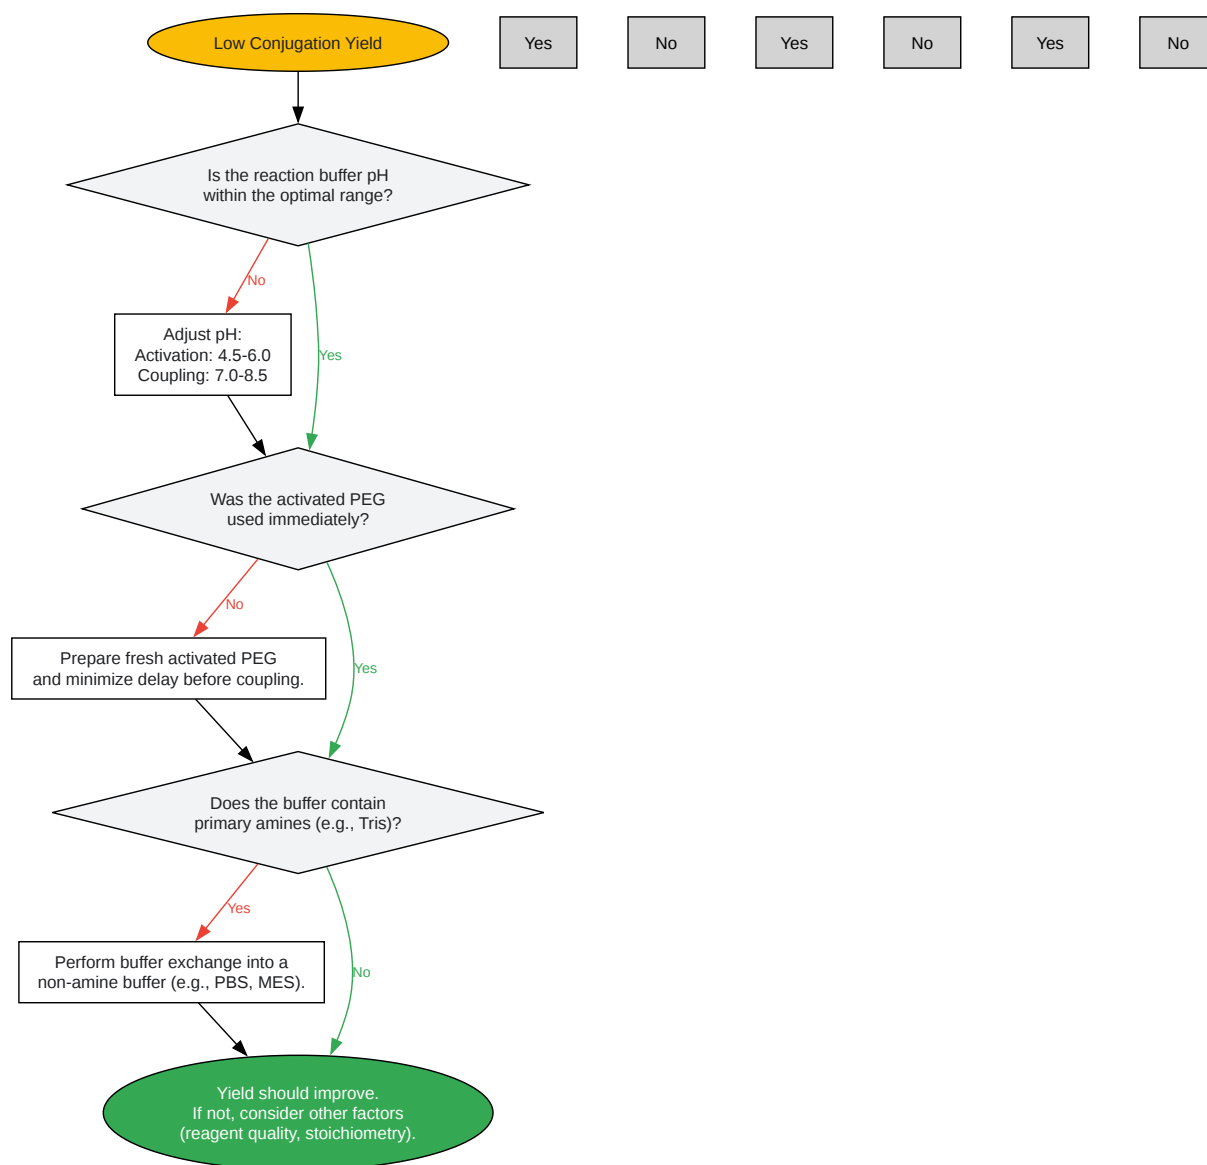 Low Conjugation Yield
Yes
No
Yes
No
Yes
No
Is the reaction buffer pH
within the optimal range?
No
Adjust pH:
Activation: 4.5-6.0
Coupling: 7.0-8.5
Yes
Was the activated PEG
used immediately?
No
Prepare fresh activated PEG
and minimize delay before coupling.
Yes
Does the buffer contain
primary amines (e.g., Tris)?
Yes
Perform buffer exchange into a
non-amine buffer (e.g., PBS, MES).
No
Yield should improve.
If not, consider other factors
(reagent quality, stoichiometry).